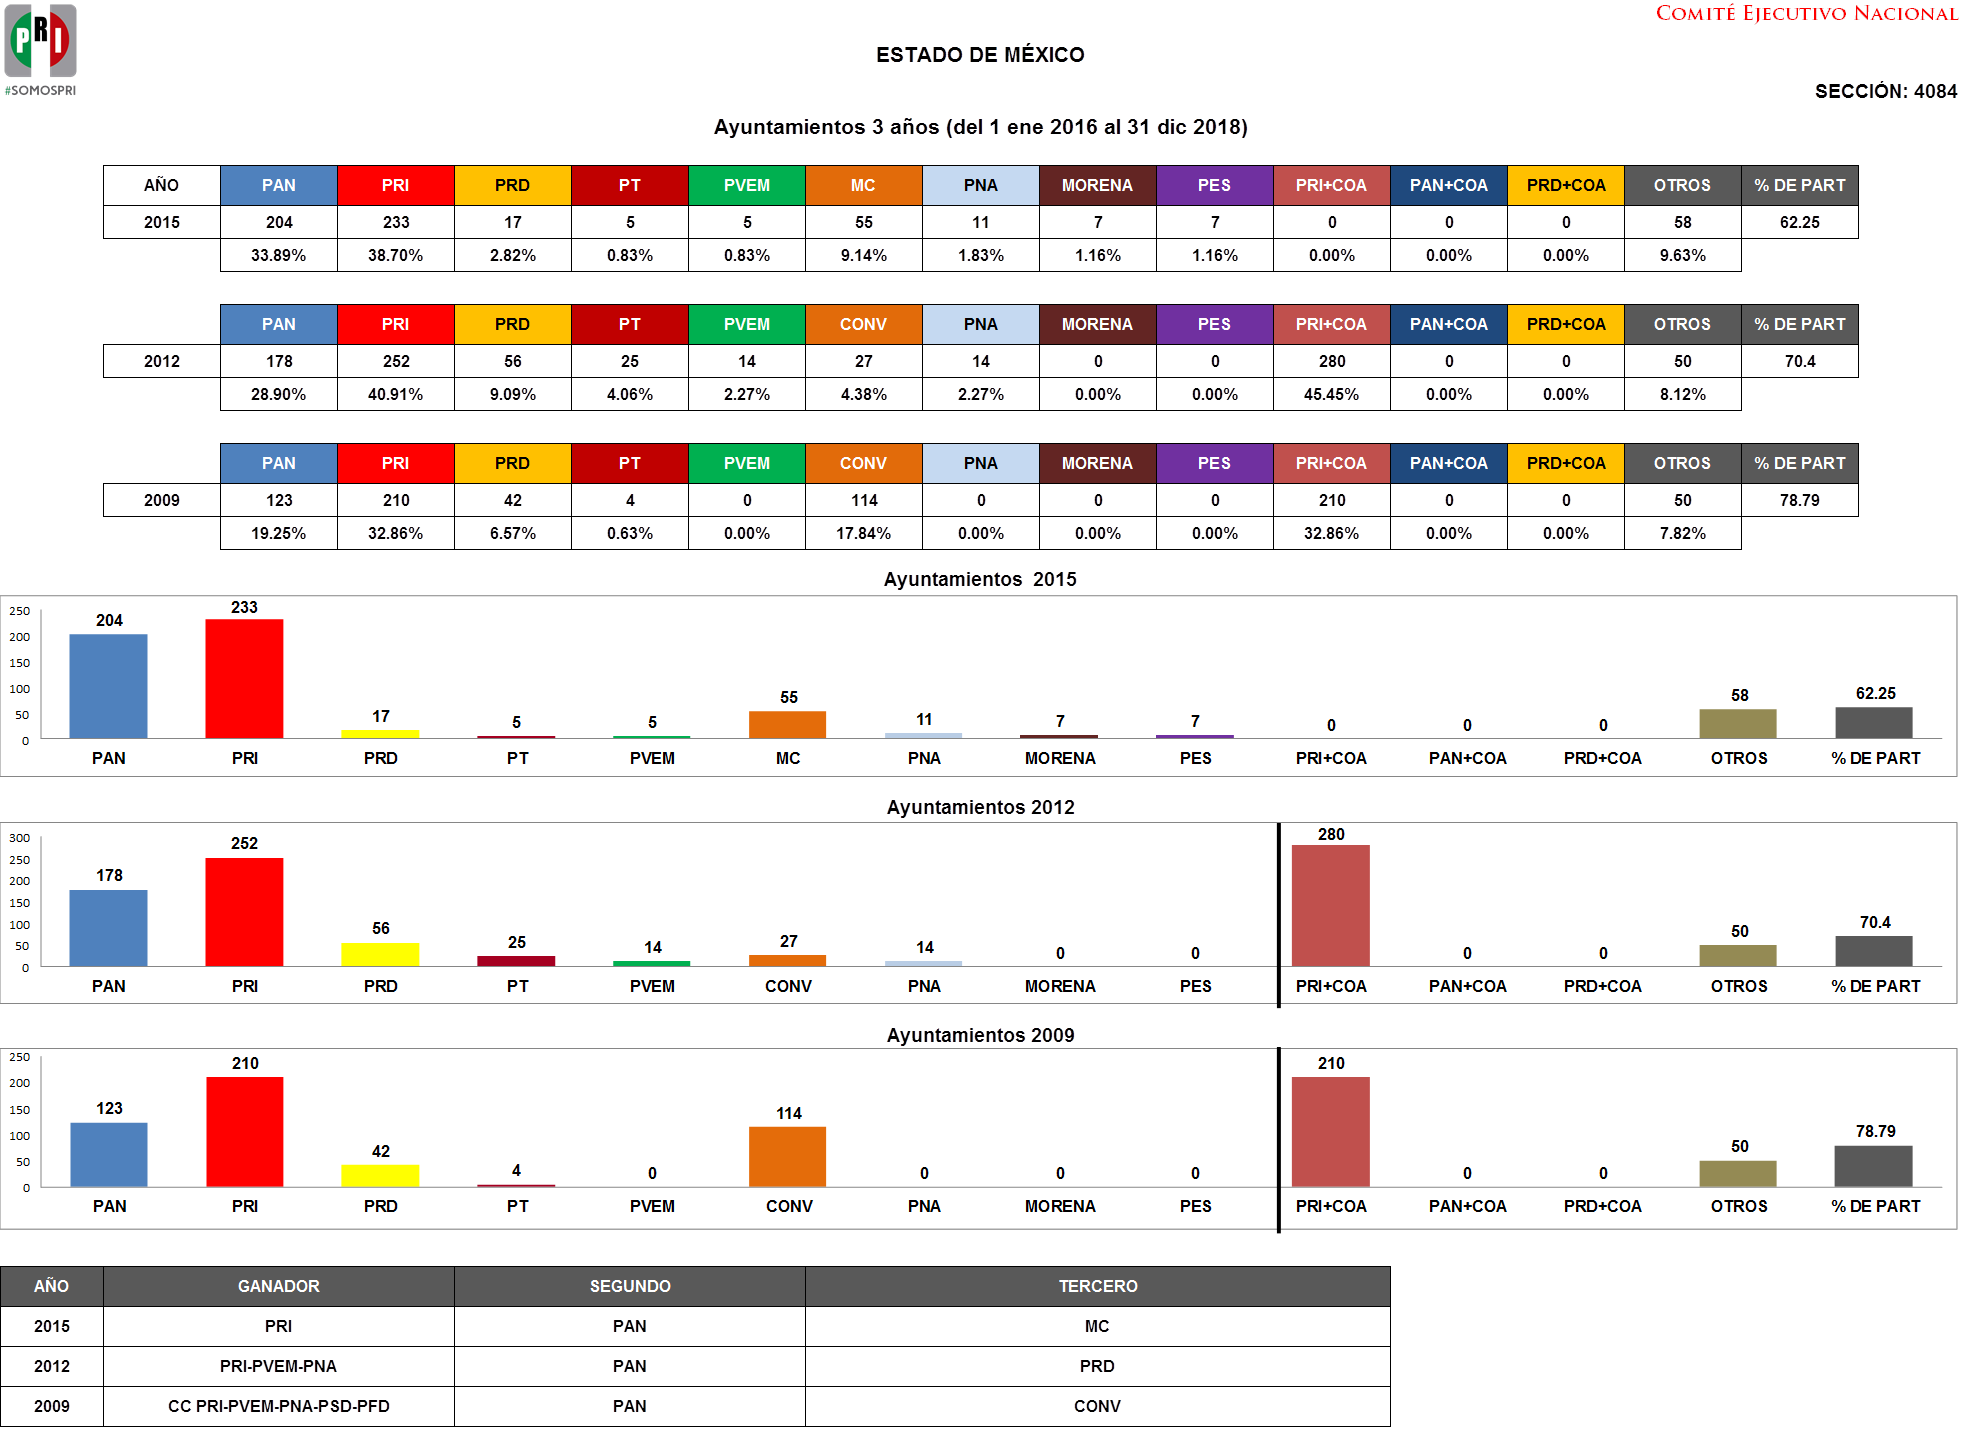 PRI
#SOMOSPRI
COMITÉ EJECUTIVO NACIONAL
ESTADO DE MÉXICO
SECCIÓN: 4084
Ayuntamientos 3 años (del 1 ene 2016 al 31 dic 2018)
AÑO PAN PRI PRD PT PVEM MC PNA MORENA PES PRI+COA PAN+COA PRD+COA OTROS % DE PART
2015 204 233 17 5 5 55 11 7 7 0 0 0 58 62.25
33.89% 38.70% 2.82% 0.83% 0.83% 9.14% 1.83% 1.16% 1.16% 0.00% 0.00% 0.00% 9.63%
PAN PRI PRD PT PVEM CONV PNA MORENA PES PRI+COA PAN+COA PRD+COA OTROS % DE PART
2012 178 252 56 25 14 27 14 0 0 280 0 0 50 70.4
28.90% 40.91% 9.09% 4.06% 2.27% 4.38% 2.27% 0.00% 0.00% 45.45% 0.00% 0.00% 8.12%
PAN PRI PRD PT PVEM CONV PNA MORENA PES PRI+COA PAN+COA PRD+COA OTROS % DE PART
2009 123 210 42 4 0 114 0 0 0 210 0 0 50 78.79
19.25% 32.86% 6.57% 0.63% 0.00% 17.84% 0.00% 0.00% 0.00% 32.86% 0.00% 0.00% 7.82%
Ayuntamientos 2015
250
200
150
100
50
0
204 233 17 5 5 55 11 7 7 0 0 0 58 62.25
PAN PRI PRD PT PVEM MC PNA MORENA PES PRI+COA PAN+COA PRD+COA OTROS % DE PART
Ayuntamientos 2012
300
250
200
150
100
50
0
178 252 56 25 14 27 14 0 0 280 0 0 50 70.4
PAN PRI PRD PT PVEM CONV PNA MORENA PES PRI+COA PAN+COA PRD+COA OTROS % DE PART
Ayuntamientos 2009
250
200
150
100
50
0
123 210 42 4 0 114 0 0 0 210 0 0 50 78.79
PAN PRI PRD PT PVEM CONV PNA MORENA PES PRI+COA PAN+COA PRD+COA OTROS % DE PART
AÑO GANADOR SEGUNDO TERCERO
2015 PRI PAN MC
2012 PRI-PVEM-PNA PAN PRD
2009 CC PRI-PVEM-PNA-PSD-PFD PAN CONV